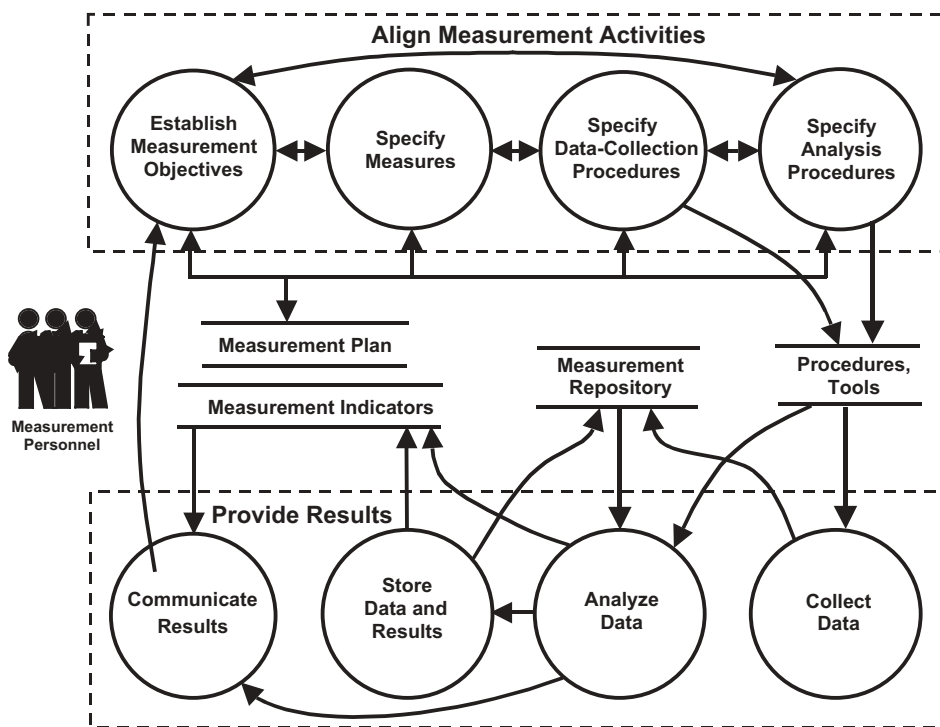 Align Measurement Activities
Establish
Measurement
Objectives
Specify
Measures
Specify
Data-Collection
Procedures
Specify
Analysis
Procedures
Measurement
Personnel
Measurement Plan
Measurement Indicators
Measurement
Repository
Procedures,
Tools
Provide Results
Communicate
Results
Store
Data and
Results
Analyze
Data
Collect
Data